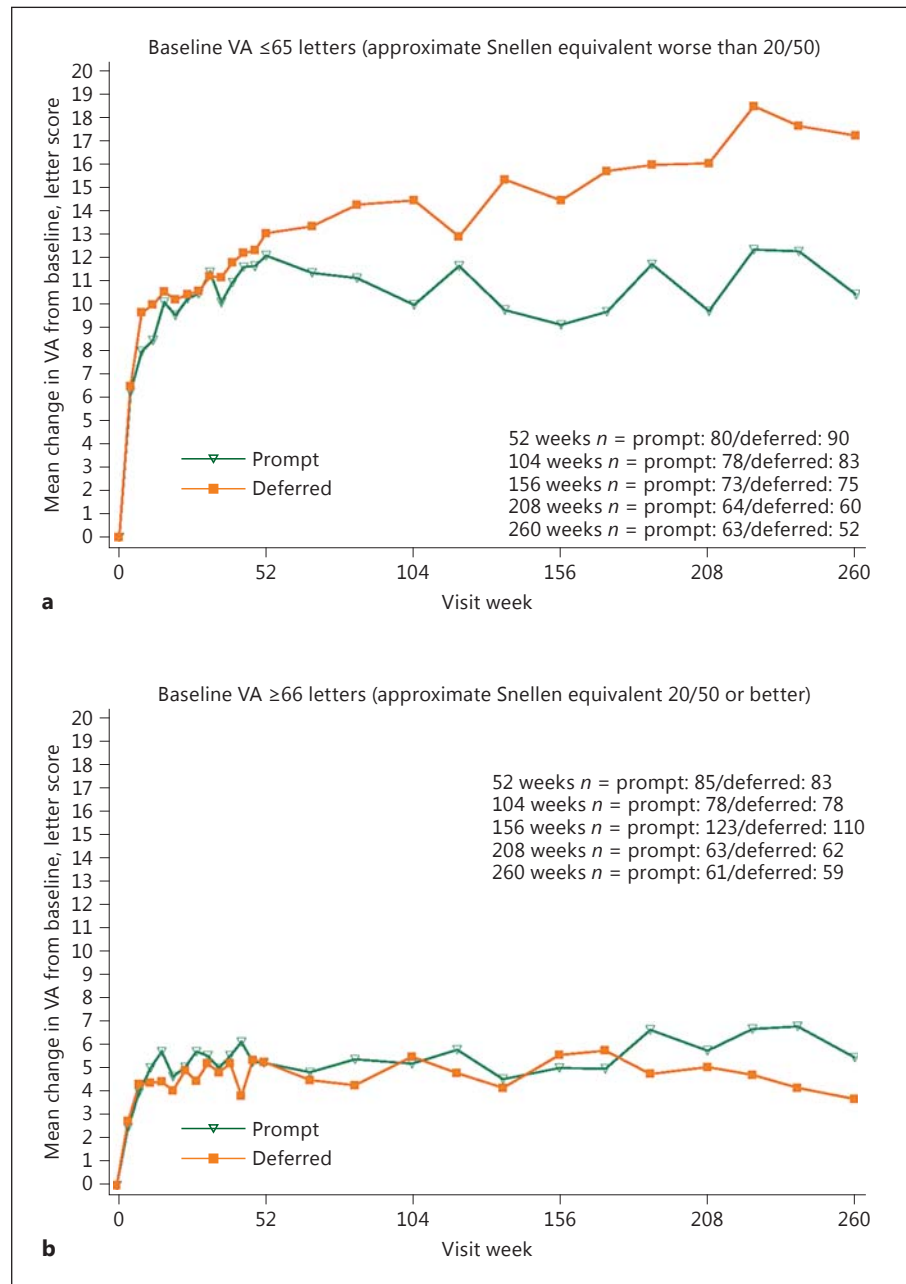 Baseline VA ≤65 letters (approximate Snellen equivalent worse than 20/50)
Mean change in VA from baseline, letter score
20
19
18
17
16
15
14
13
12
11
10
9
8
7
6
5
4
3
2
1
0
Prompt
Deferred
52 weeks n = prompt: 80/deferred: 90
104 weeks n = prompt: 78/deferred: 83
156 weeks n = prompt: 73/deferred: 75
208 weeks n = prompt: 64/deferred: 60
260 weeks n = prompt: 63/deferred: 52
0 52 104 156 208 260
a
Visit week
Baseline VA ≥66 letters (approximate Snellen equivalent 20/50 or better)
Mean change in VA from baseline, letter score
20
19
18
17
16
15
14
13
12
11
10
9
8
7
6
5
4
3
2
1
0
52 weeks n = prompt: 85/deferred: 83
104 weeks n = prompt: 78/deferred: 78
156 weeks n = prompt: 123/deferred: 110
208 weeks n = prompt: 63/deferred: 62
260 weeks n = prompt: 61/deferred: 59
Prompt
Deferred
0 52 104 156 208 260
b
Visit week